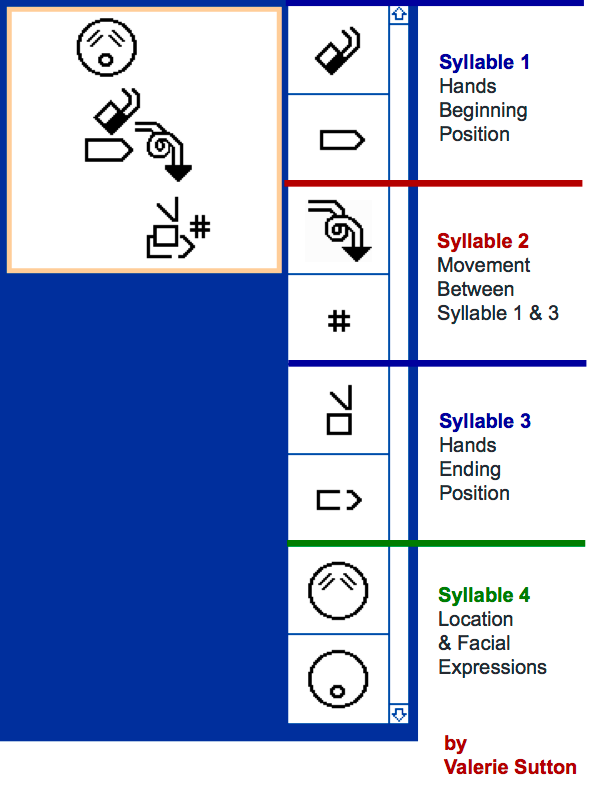 Syllable 1
Hands
Beginning
Position
Syllable 2
Movement
Between
Syllable 1 & 3
Syllable 3
Hands
Ending
Position
Syllable 4
Location
& Facial
Expressions
by
Valerie Sutton